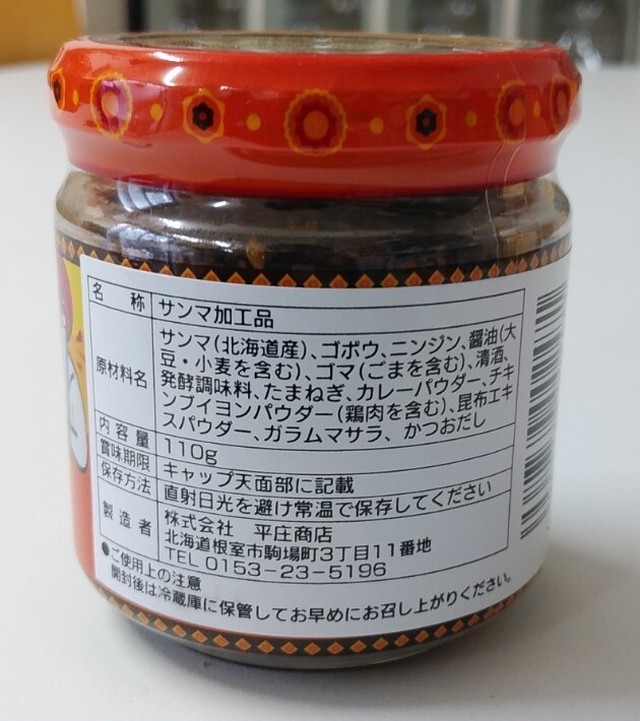 名 称 サンマ加工品
原材料名 サンマ(北海道産)、ゴボウ、ニンジン、醤油(大
豆・小麦を含む)、ゴマ(ごまを含む)、清酒、
発酵調味料、たまねぎ、カレーパウダー、チキ
ンブイヨンパウダー(鶏肉を含む)、昆布エキ
スパウダー、ガラムマサラ、かつおだし
内容量 110g
賞味期限 キャップ天面部に記載
保存方法 直射日光を避け常温で保存してください
製造者 株式会社 平庄商店
北海道根室市駒場町3丁目11番地
TEL 0153-23-5196
●ご使用上の注意
開封後は冷蔵庫に保管してお早めにお召し上がりください。